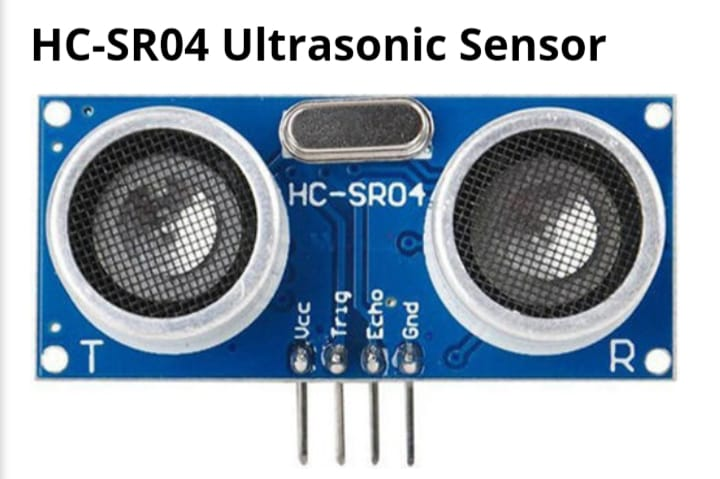 HC-SR04 Ultrasonic Sensor
HC-SR04
Vcc
Trig
Echo
Gnd
T
R